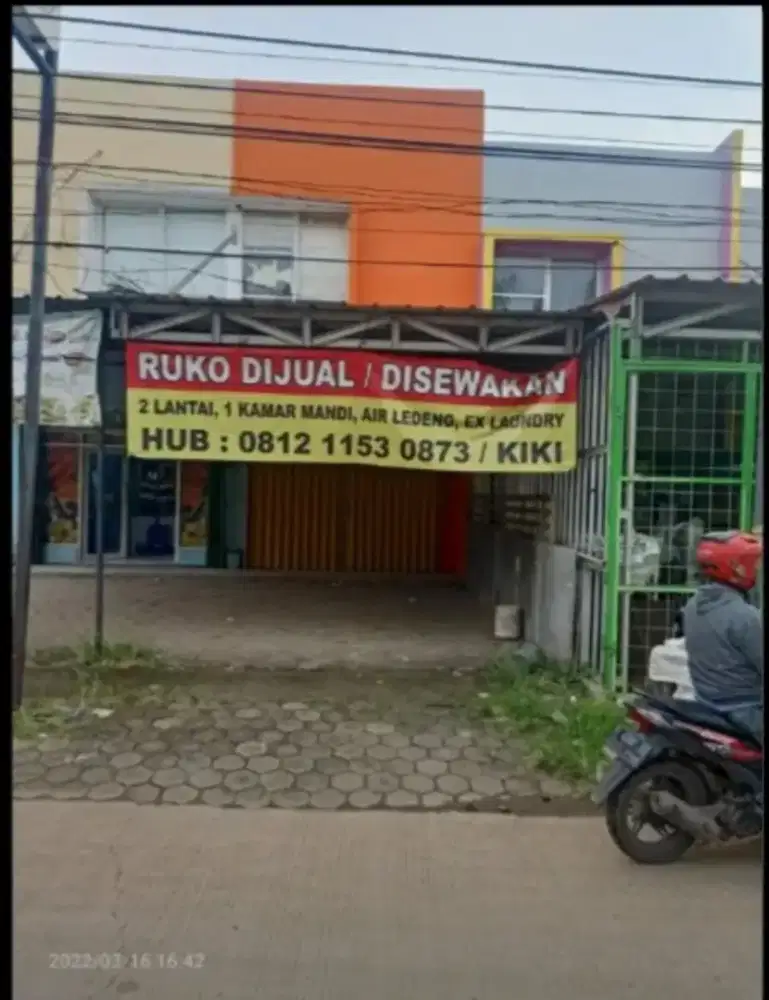 RUKO DIJUAL / DISEWAKAN
2 LANTAI, 1 KAMAR MANDI, AIR LEDENG, EX LAUNDRY
HUB : 0812 1153 0873 / KIKI
2022/03/16 16:42